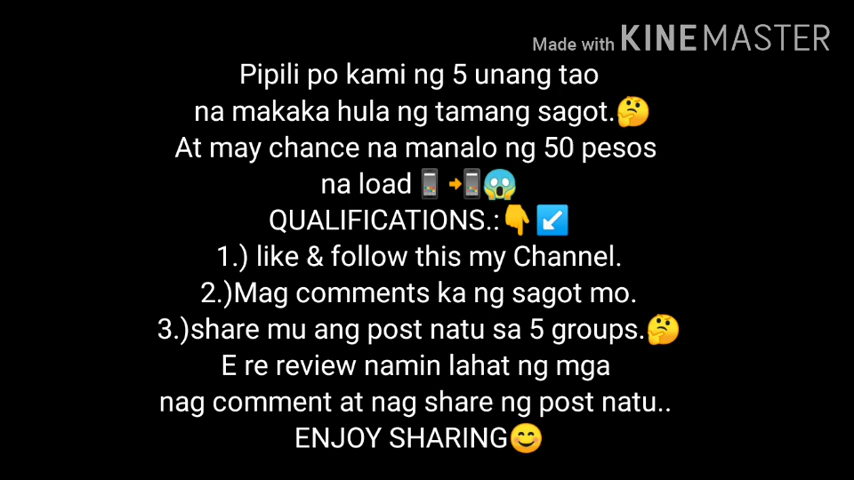 Made with KINEMASTER
Pipili po kami ng 5 unang tao
na makaka hula ng tamang sagot.🤔
At may chance na manalo ng 50 pesos
na load📱📲😱
QUALIFICATIONS.:👇↙️
1.) like & follow this my Channel.
2.)Mag comments ka ng sagot mo.
3.)share mu ang post natu sa 5 groups.🤔
E re review namin lahat ng mga
nag comment at nag share ng post natu..
ENJOY SHARING😊